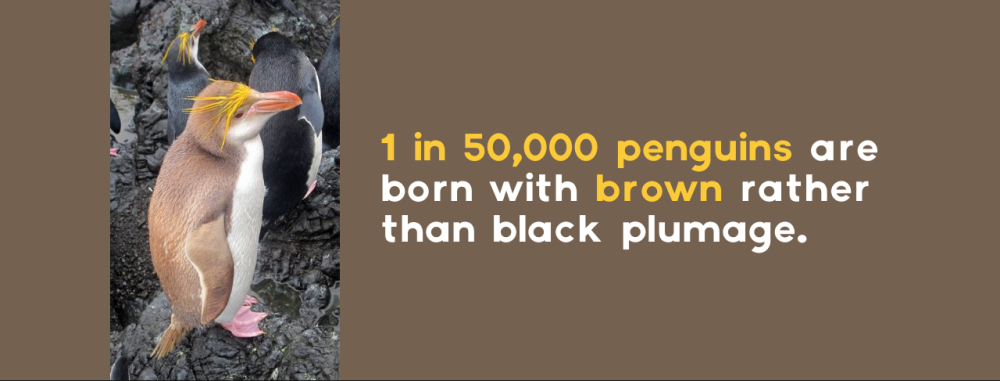 1 in 50,000 penguins are
born with brown rather
than black plumage.